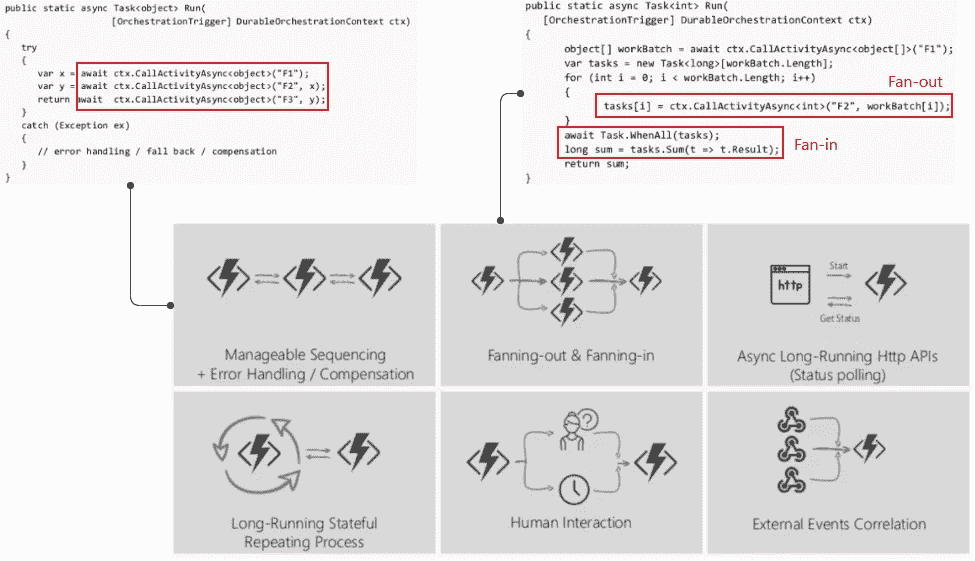 public static async Task<object> Run(
[OrchestrationTrigger] DurableOrchestrationContext ctx)
{
try
{
var x = await ctx.CallActivityAsync<object>("F1");
var y = await ctx.CallActivityAsync<object>("F2", x);
return await ctx.CallActivityAsync<object>("F3", y);
}
catch (Exception ex)
{
// error handling / fall back / compensation
}
}
public static async Task<int> Run(
[OrchestrationTrigger] DurableOrchestrationContext ctx)
{
object[] workBatch = await ctx.CallActivityAsync<object[]>("F1");
var tasks = new Task<long>[workBatch.Length];
for (int i = 0; i < workBatch.Length; i++)
{
Fan-out
tasks[i] = ctx.CallActivityAsync<int>("F2", workBatch[i]);
}
await Task.WhenAll(tasks);
long sum = tasks.Sum(t => t.Result);
Fan-in
return sum;
}
Manageable Sequencing
+ Error Handling / Compensation
Fanning-out & Fanning-in
http
Start
Get Status
Async Long-Running Http APIs
(Status polling)
Long-Running Stateful
Repeating Process
?
Human Interaction
External Events Correlation